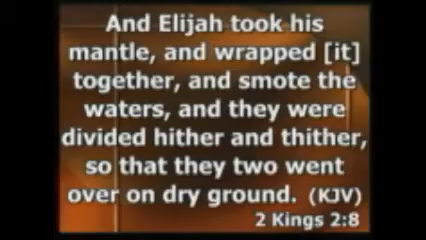 And Elijah took his
mantle, and wrapped [it]
together, and smote the
waters, and they were
divided hither and thither,
so that they two went
over on dry ground. (KJV)
2 Kings 2:8